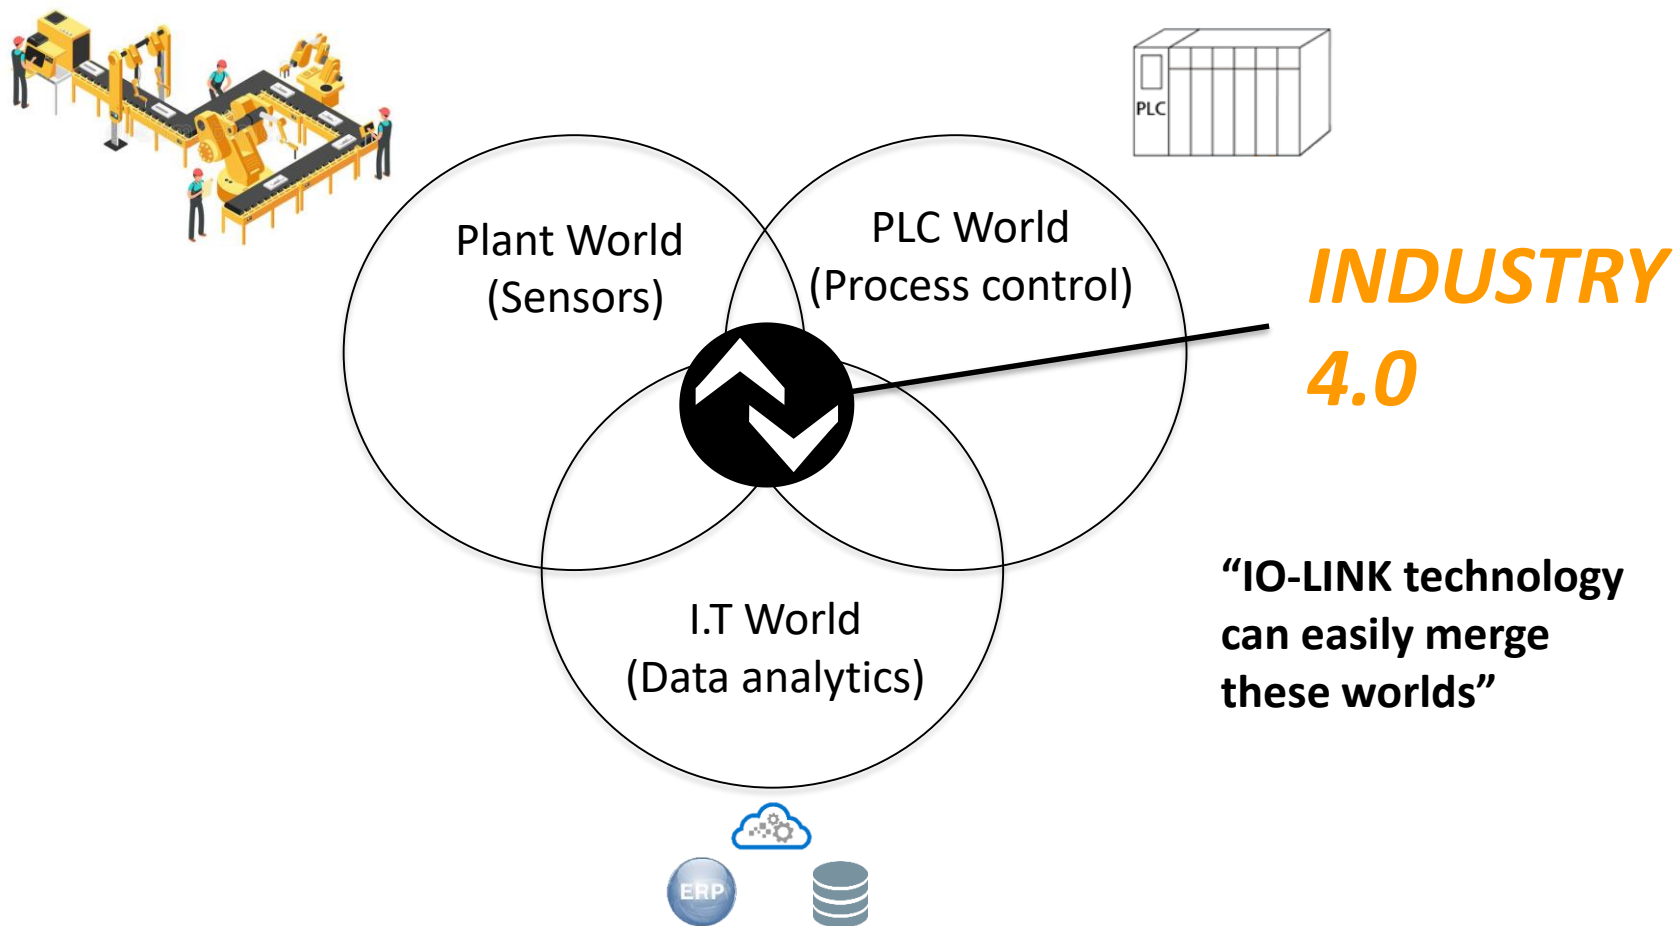 PLC
Plant World
(Sensors)
PLC World
(Process control)
INDUSTRY
4.0
I.T World
(Data analytics)
“IO-LINK technology
can easily merge
these worlds”
ERP